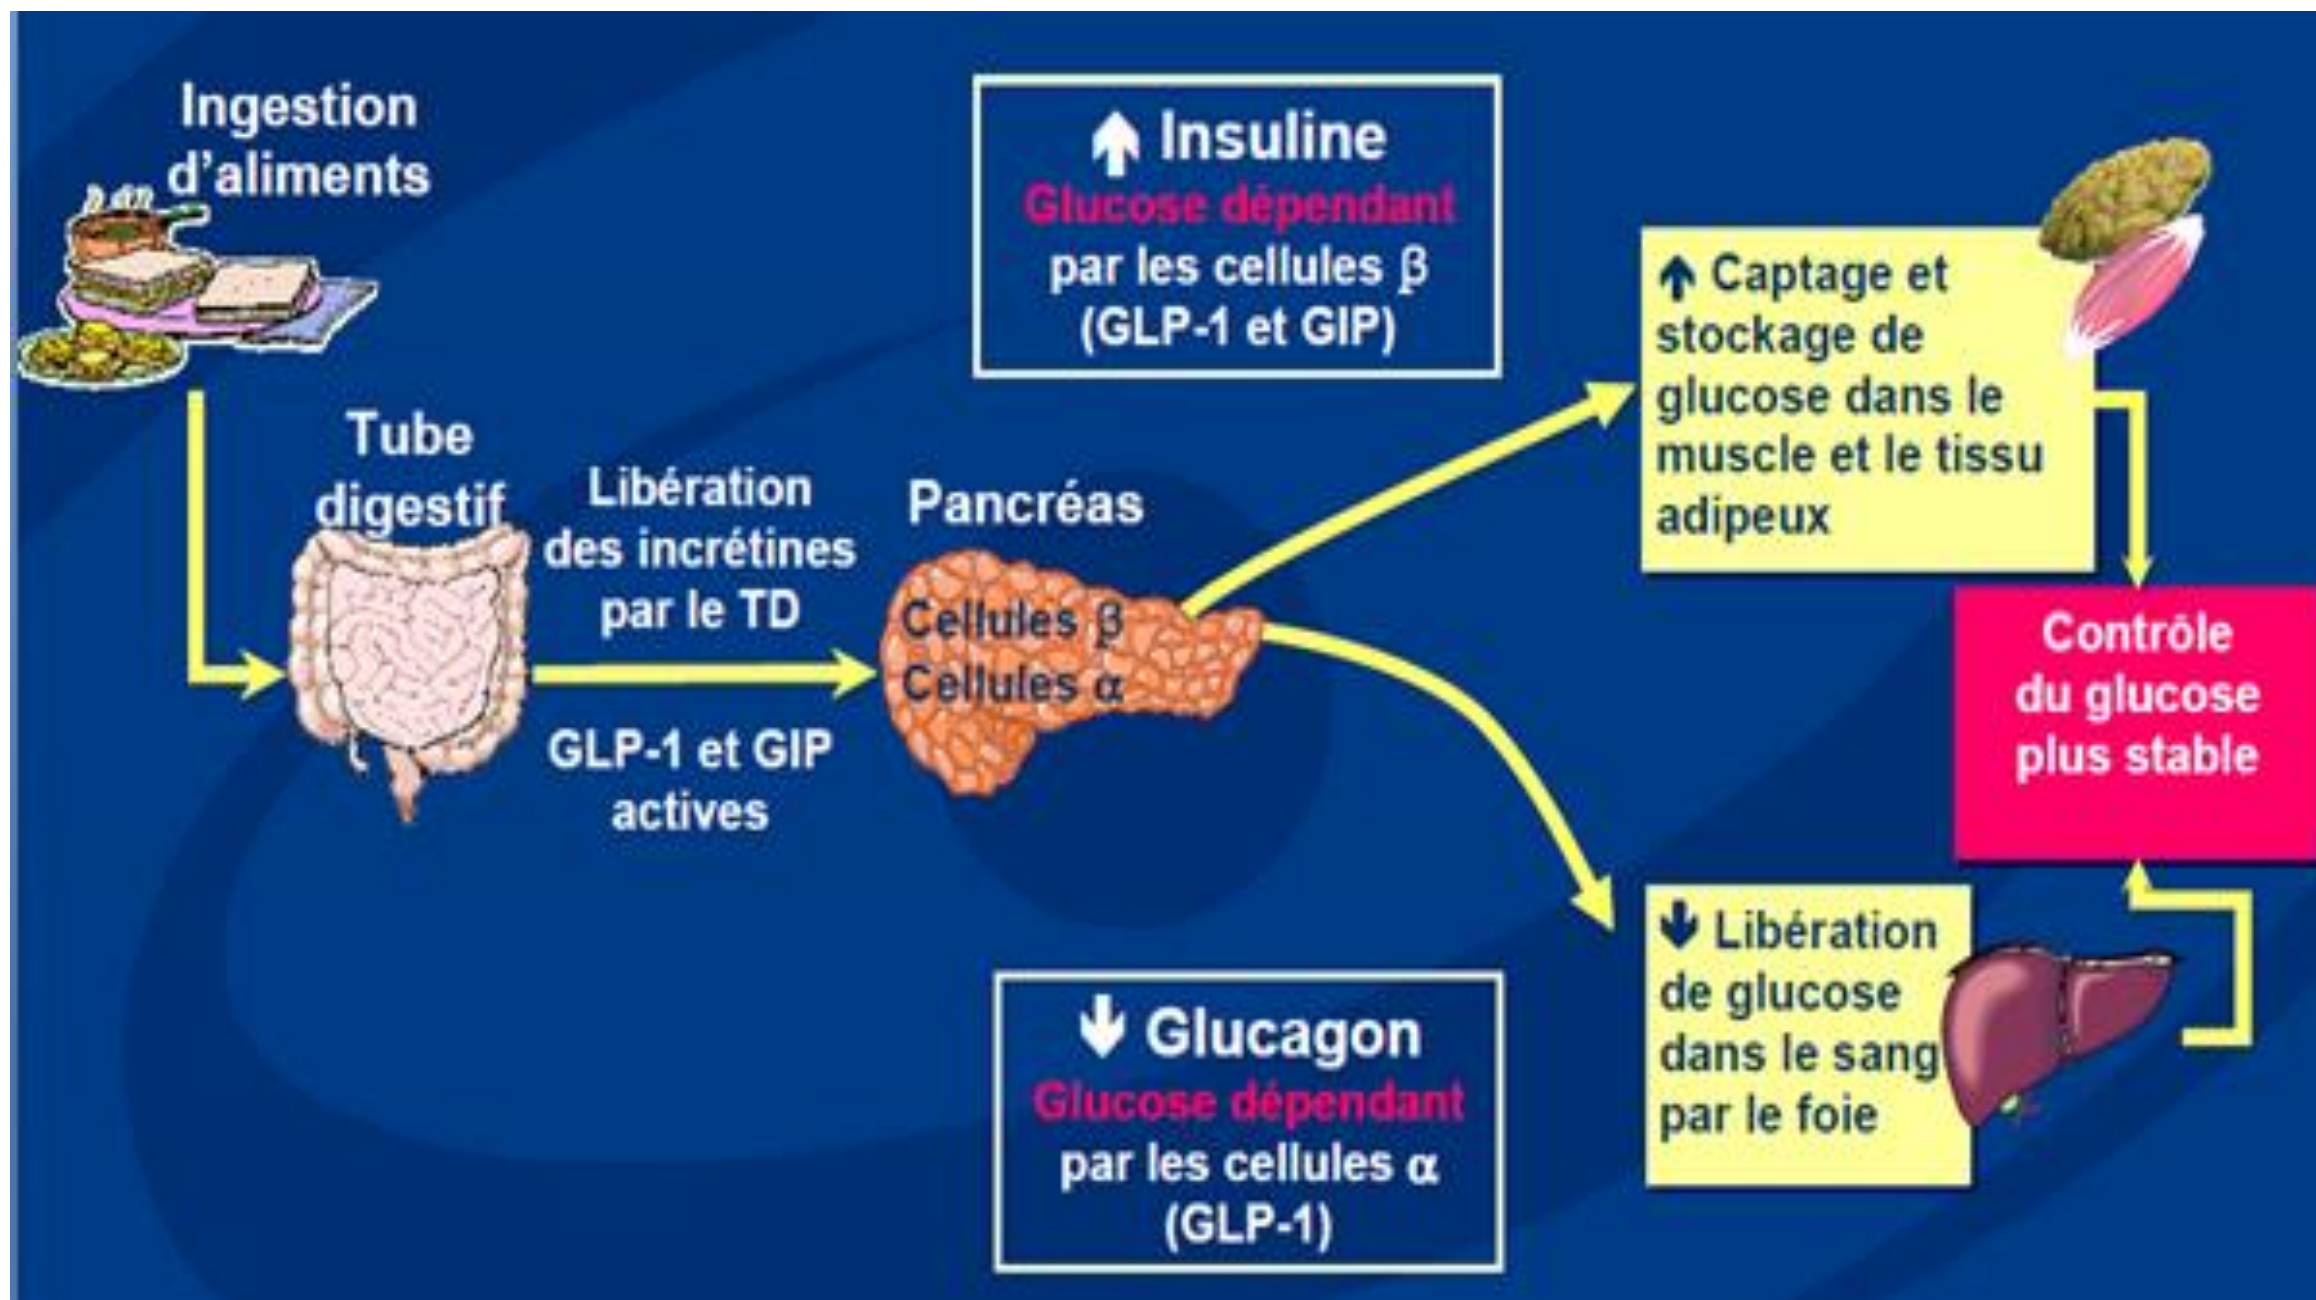 Ingestion
d'aliments
Tube
digestif
Libération
des incrétines
par le TD
GLP-1 et GIP
actives
Pancréas
Cellules β
Cellules α
↑ Insuline
Glucose dépendant
par les cellules β
(GLP-1 et GIP)
↓ Glucagon
Glucose dépendant
par les cellules α
(GLP-1)
↑ Captage et
stockage de
glucose dans le
muscle et le tissu
adipeux
↓ Libération
de glucose
dans le sang
par le foie
Contrôle
du glucose
plus stable